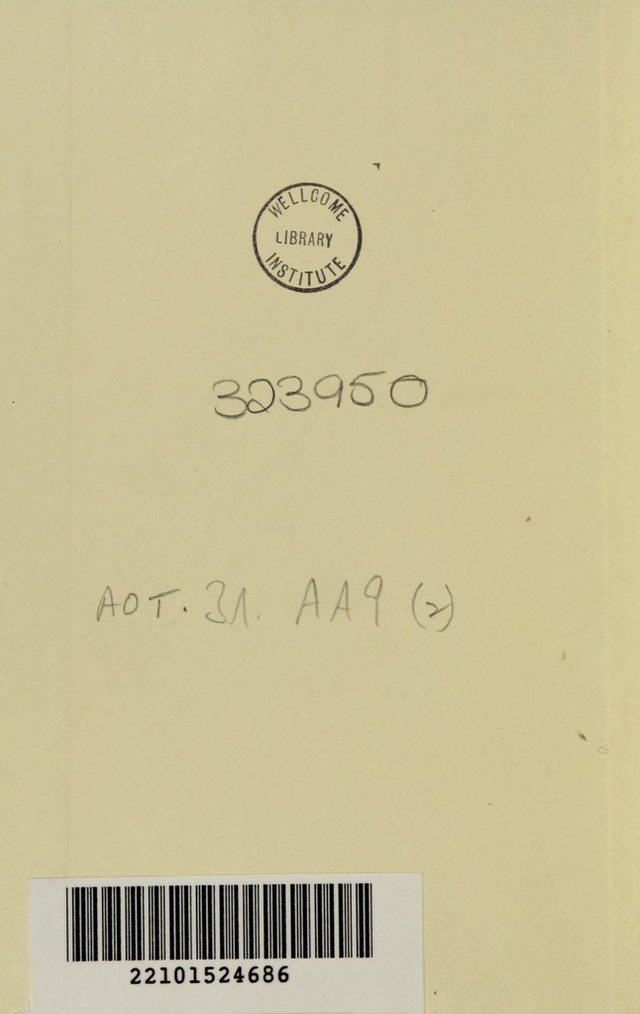 WELLCOME
LIBRARY
INSTITUTE
323950
AOT. 31. AA9 (2)
22101524686